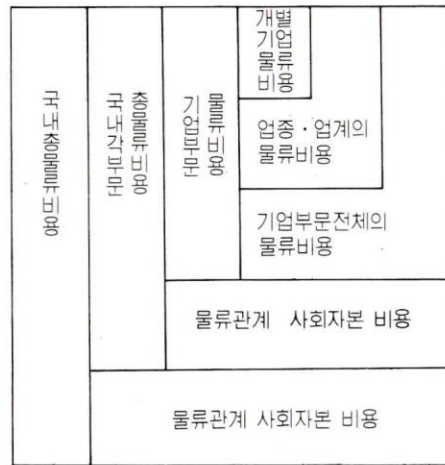 국내총물류비용
국내각부문
총물류비용
기업부문
물류비용
개별
기업
물류
비용
업종·업계의
물류비용
기업부문전체의
물류비용
물류관계 사회자본 비용
물류관계 사회자본 비용